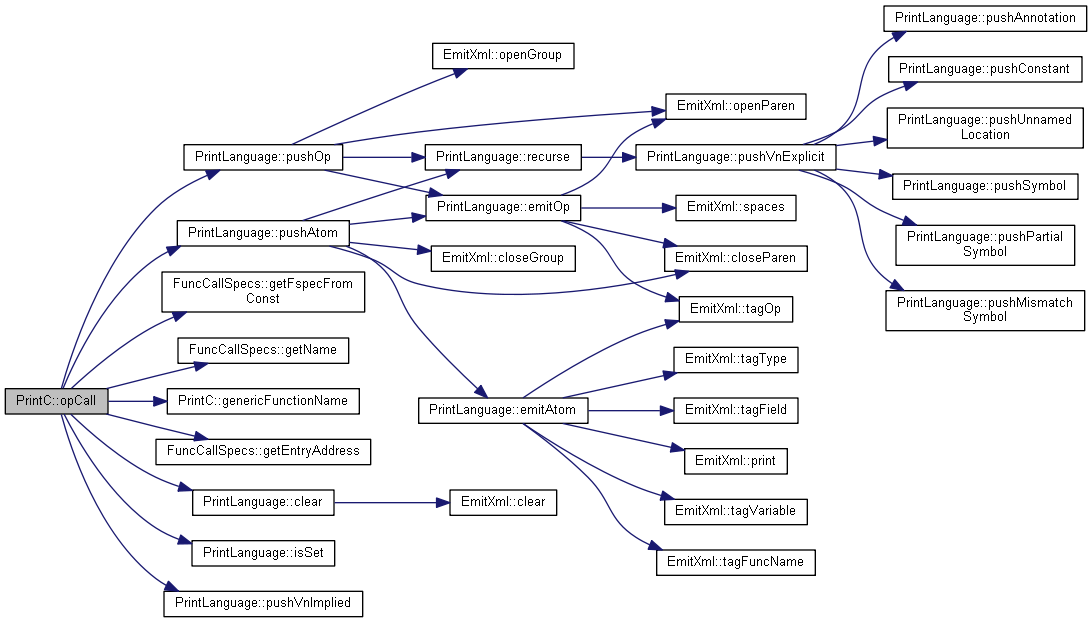 PrintC::opCall
PrintLanguage::pushOp
PrintLanguage::pushAtom
FuncCallSpecs::getFspecFrom
Const
FuncCallSpecs::getName
PrintC::genericFunctionName
FuncCallSpecs::getEntryAddress
PrintLanguage::clear
PrintLanguage::isSet
PrintLanguage::pushVnImplied
EmitXml::openGroup
PrintLanguage::recurse
PrintLanguage::emitOp
EmitXml::closeGroup
PrintLanguage::emitAtom
EmitXml::clear
EmitXml::openParen
PrintLanguage::pushVnExplicit
EmitXml::spaces
EmitXml::closeParen
EmitXml::tagOp
EmitXml::tagType
EmitXml::tagField
EmitXml::print
EmitXml::tagVariable
EmitXml::tagFuncName
PrintLanguage::pushAnnotation
PrintLanguage::pushConstant
PrintLanguage::pushUnnamed
Location
PrintLanguage::pushSymbol
PrintLanguage::pushPartial
Symbol
PrintLanguage::pushMismatch
Symbol